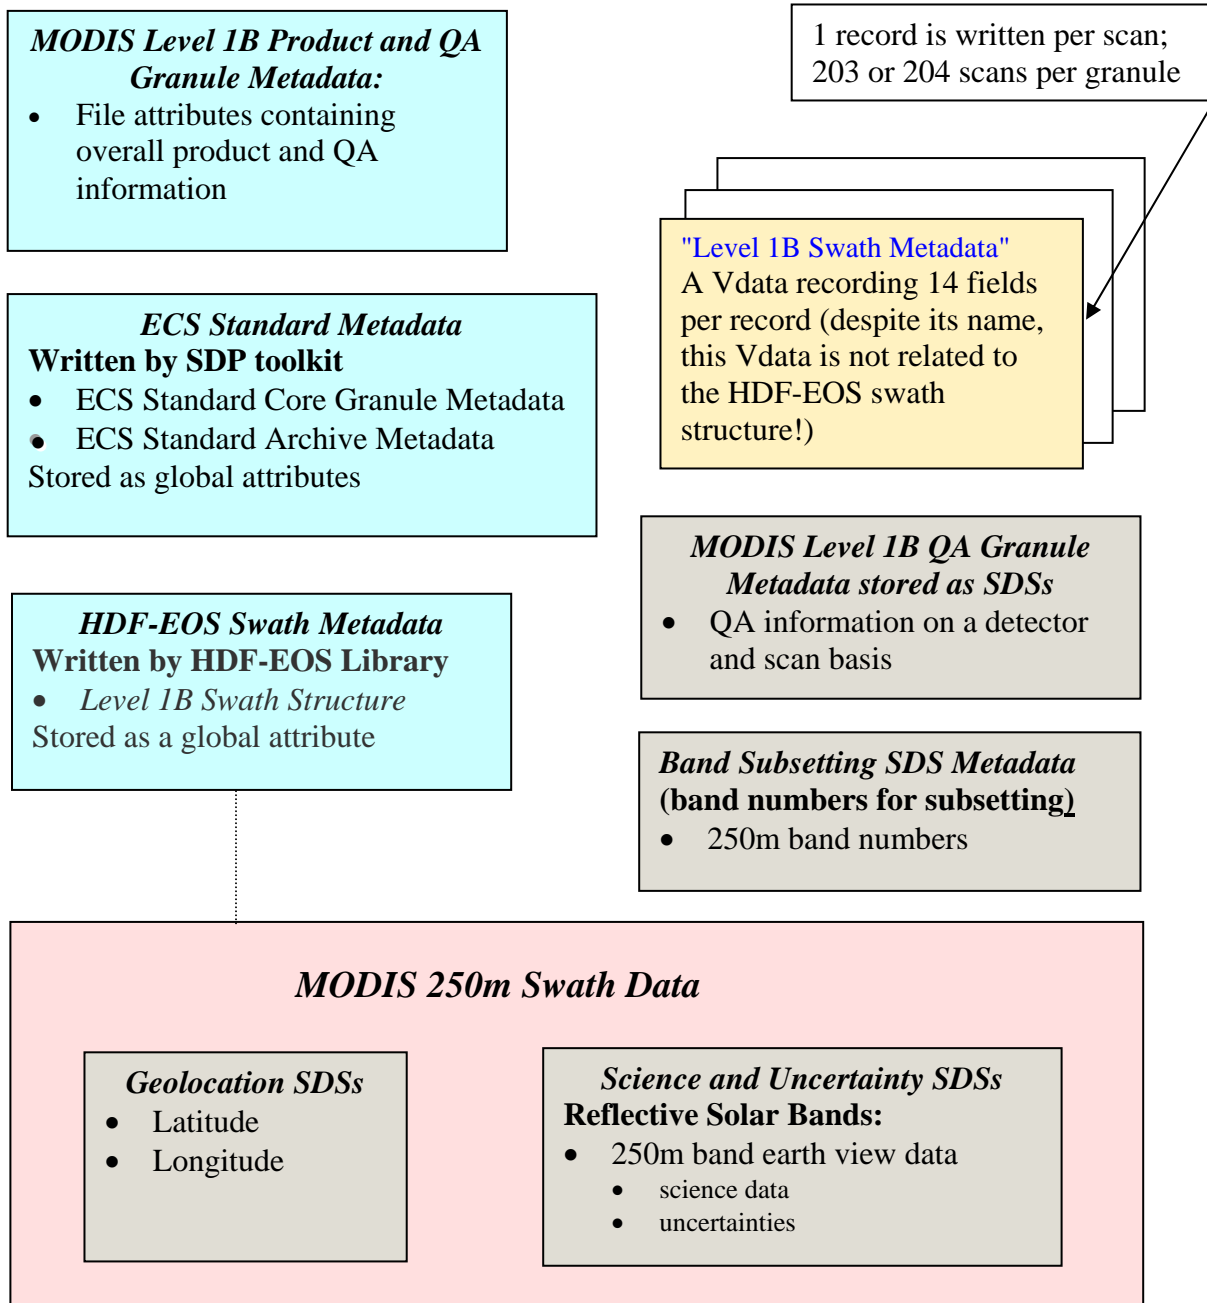 MODIS Level 1B Product and QA
Granule Metadata:
• File attributes containing
overall product and QA
information
1 record is written per scan;
203 or 204 scans per granule
"Level 1B Swath Metadata"
A Vdata recording 14 fields
per record (despite its name,
this Vdata is not related to
the HDF-EOS swath
structure!)
ECS Standard Metadata
Written by SDP toolkit
• ECS Standard Core Granule Metadata
• ECS Standard Archive Metadata
Stored as global attributes
MODIS Level 1B QA Granule
Metadata stored as SDSs
• QA information on a detector
and scan basis
HDF-EOS Swath Metadata
Written by HDF-EOS Library
• Level 1B Swath Structure
Stored as a global attribute
Band Subsetting SDS Metadata
(band numbers for subsetting)
• 250m band numbers
MODIS 250m Swath Data
Geolocation SDSs
• Latitude
• Longitude
Science and Uncertainty SDSs
Reflective Solar Bands:
• 250m band earth view data
• science data
• uncertainties